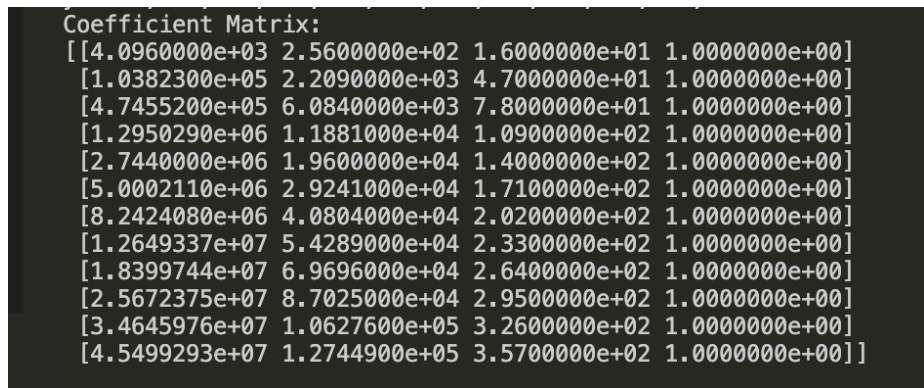 Coefficient Matrix:
[[4.0960000e+03 2.5600000e+02 1.6000000e+01 1.0000000e+00]
[1.0382300e+05 2.2090000e+03 4.7000000e+01 1.0000000e+00]
[4.7455200e+05 6.0840000e+03 7.8000000e+01 1.0000000e+00]
[1.2950290e+06 1.1881000e+04 1.0900000e+02 1.0000000e+00]
[2.7440000e+06 1.9600000e+04 1.4000000e+02 1.0000000e+00]
[5.0002110e+06 2.9241000e+04 1.7100000e+02 1.0000000e+00]
[8.2424080e+06 4.0804000e+04 2.0200000e+02 1.0000000e+00]
[1.2649337e+07 5.4289000e+04 2.3300000e+02 1.0000000e+00]
[1.8399744e+07 6.9696000e+04 2.6400000e+02 1.0000000e+00]
[2.5672375e+07 8.7025000e+04 2.9500000e+02 1.0000000e+00]
[3.4645976e+07 1.0627600e+05 3.2600000e+02 1.0000000e+00]
[4.5499293e+07 1.2744900e+05 3.5700000e+02 1.0000000e+00]]